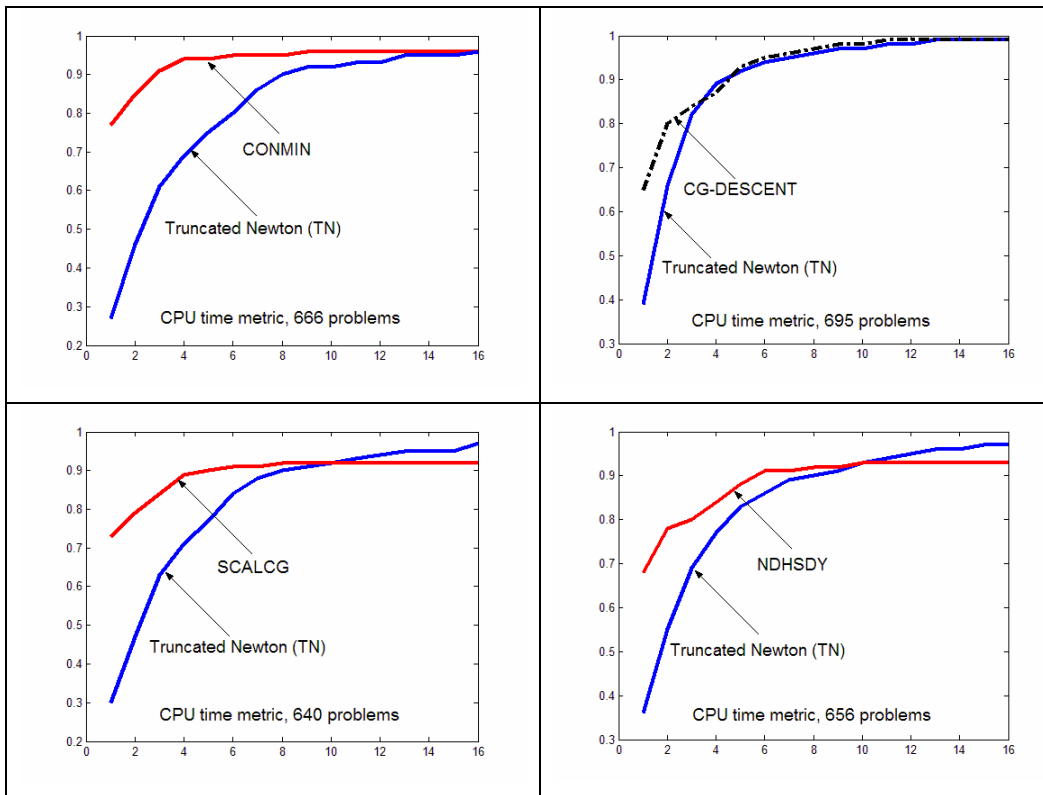 1
0.9
0.8
0.7
0.6
0.5
0.4
0.3
0.2
0 2 4 6 8 10 12 14 16
CONMIN
Truncated Newton (TN)
CPU time metric, 666 problems
1
0.9
0.8
0.7
0.6
0.5
0.4
0.3
0 2 4 6 8 10 12 14 16
CG-DESCENT
Truncated Newton (TN)
CPU time metric, 695 problems
1
0.9
0.8
0.7
0.6
0.5
0.4
0.3
0.2
0 2 4 6 8 10 12 14 16
SCALCG
Truncated Newton (TN)
CPU time metric, 640 problems
1
0.9
0.8
0.7
0.6
0.5
0.4
0.3
0 2 4 6 8 10 12 14 16
NDHSDY
Truncated Newton (TN)
CPU time metric, 656 problems